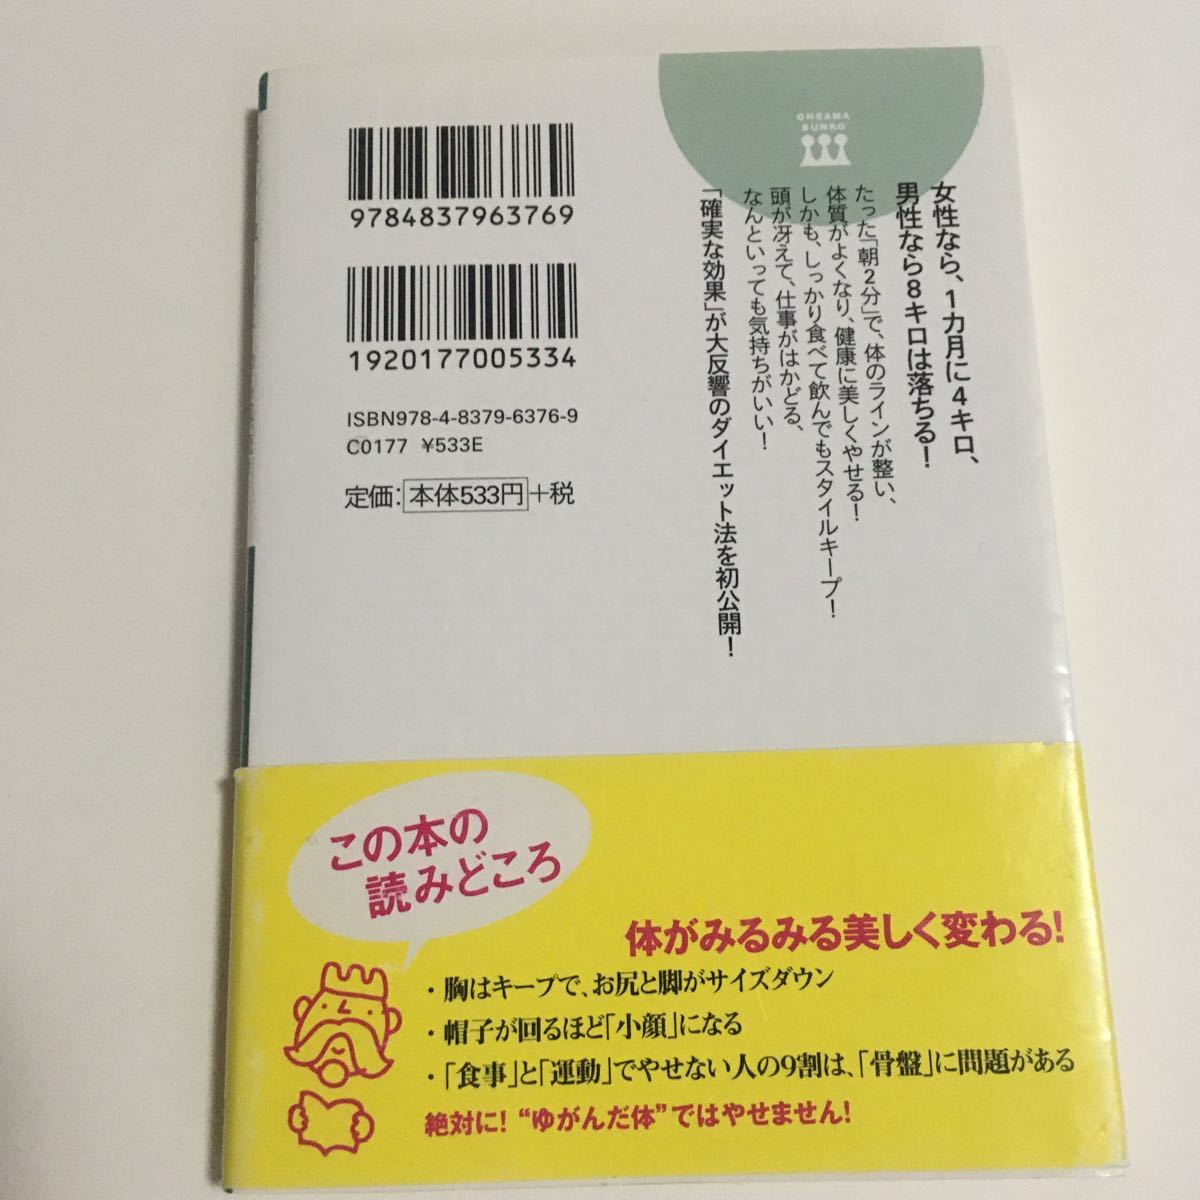 OHSAMA
BUNKO
女性なら、1カ月に4キロ、
男性なら8キロは落ちる!
たった「朝2分」で、体のラインが整い、
体質がよくなり、健康に美しくやせる!
しかも、しっかり食べて飲んでもスタイルキープ!
頭が冴えて、仕事がはかどる、
なんといっても気持ちがいい!
「確実な効果」が大反響のダイエット法を初公開!
9784837963769
1920177005334
ISBN978-4-8379-6376-9
C0177 ¥533E
定価:本体533円+税
この本の
読みどころ
体がみるみる美しく変わる!
・胸はキープで、お尻と脚がサイズダウン
・帽子が回るほど「小顔」になる
・「食事」と「運動」でやせない人の9割は、「骨盤」に問題がある
絶対に!“ゆがんだ体”ではやせません!